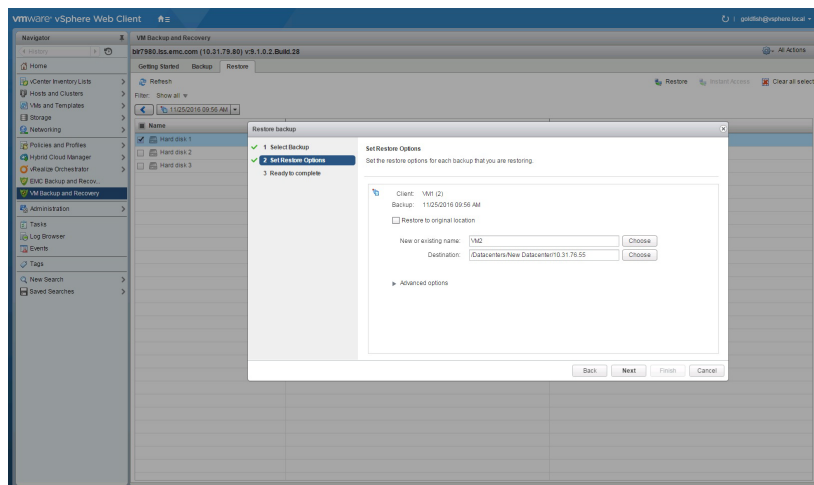 vmware® vSphere Web Client
goldfish@vsphere.local
Navigator
VM Backup and Recovery
History
blr7980.lss.emc.com (10.31.79.80) v:9.1.0.2.Build.28
All Actions
Home
Getting Started Backup Restore
vCenter Inventory Lists
Hosts and Clusters
VMs and Templates
Storage
Networking
Policies and Profiles
Hybrid Cloud Manager
vRealize Orchestrator
EMC Backup and Recov...
VM Backup and Recovery
Administration
Tasks
Log Browser
Events
Tags
New Search
Saved Searches
Refresh
Restore Instant Access Clear all select
Filter: Show all
11/25/2016 09:56 AM
Name
Hard disk 1
Hard disk 2
Hard disk 3
Restore backup
1 Select Backup
2 Set Restore Options
3 Ready to complete
Set Restore Options
Set the restore options for each backup that you are restoring.
Client: VM1 (2)
Backup: 11/25/2016 09:56 AM
Restore to original location
New or existing name: VM2 Choose
Destination: /Datacenters/New Datacenter/10.31.76.55 Choose
Advanced options
Back Next Finish Cancel